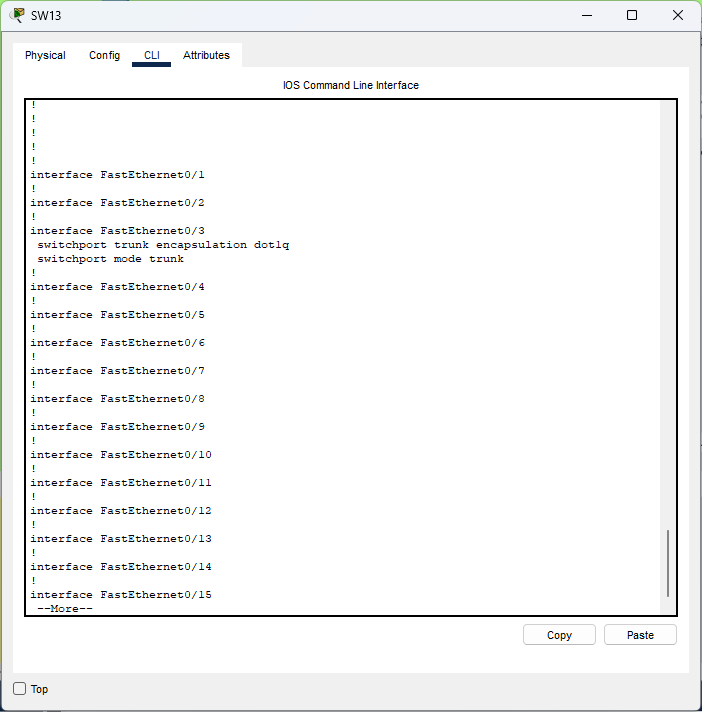 SW13
Physical Config CLI Attributes
IOS Command Line Interface
!
!
!
!
!
interface FastEthernet0/1
!
interface FastEthernet0/2
!
interface FastEthernet0/3
switchport trunk encapsulation dot1q
switchport mode trunk
!
interface FastEthernet0/4
!
interface FastEthernet0/5
!
interface FastEthernet0/6
!
interface FastEthernet0/7
!
interface FastEthernet0/8
!
interface FastEthernet0/9
!
interface FastEthernet0/10
!
interface FastEthernet0/11
!
interface FastEthernet0/12
!
interface FastEthernet0/13
!
interface FastEthernet0/14
!
interface FastEthernet0/15
--More--
Copy Paste
Top